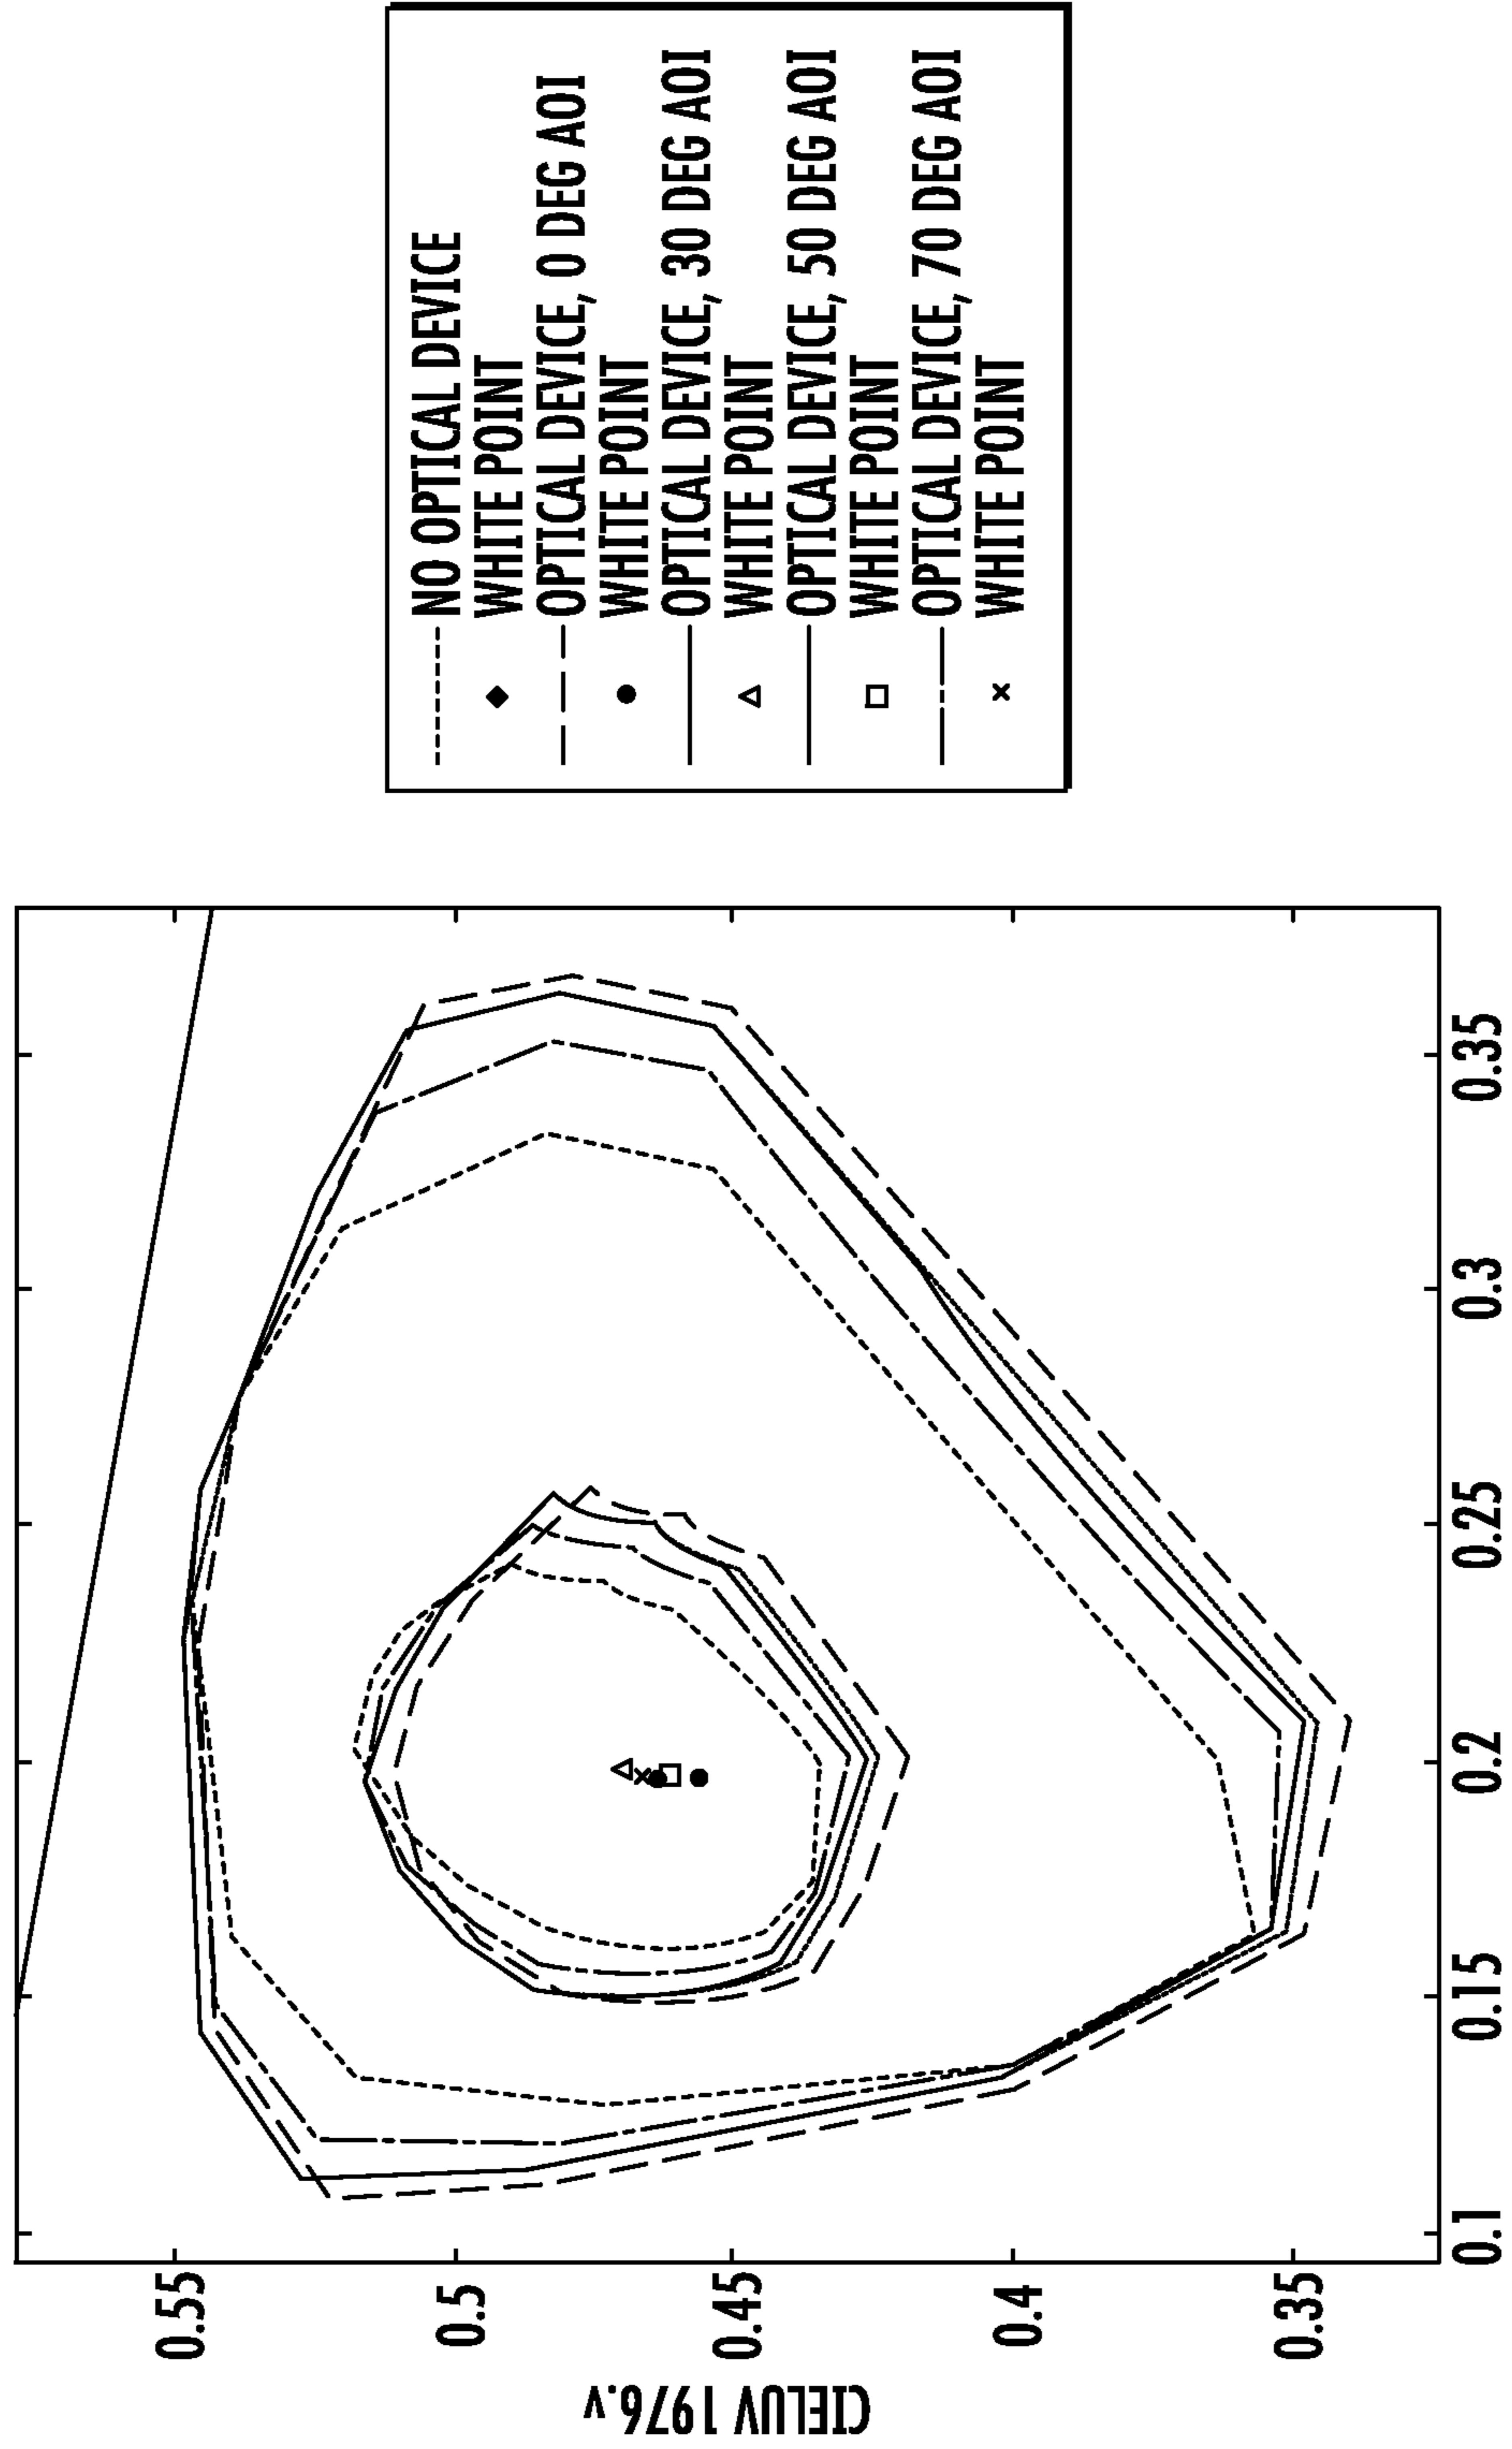 CIELUV 1976.v
0.55
0.5
0.45
0.4
0.35
0.1
0.15
0.2
0.25
0.3
0.35
NO OPTICAL DEVICE
WHITE POINT
OPTICAL DEVICE, 0 DEG AOI
WHITE POINT
OPTICAL DEVICE, 30 DEG AOI
WHITE POINT
OPTICAL DEVICE, 50 DEG AOI
WHITE POINT
OPTICAL DEVICE, 70 DEG AOI
WHITE POINT